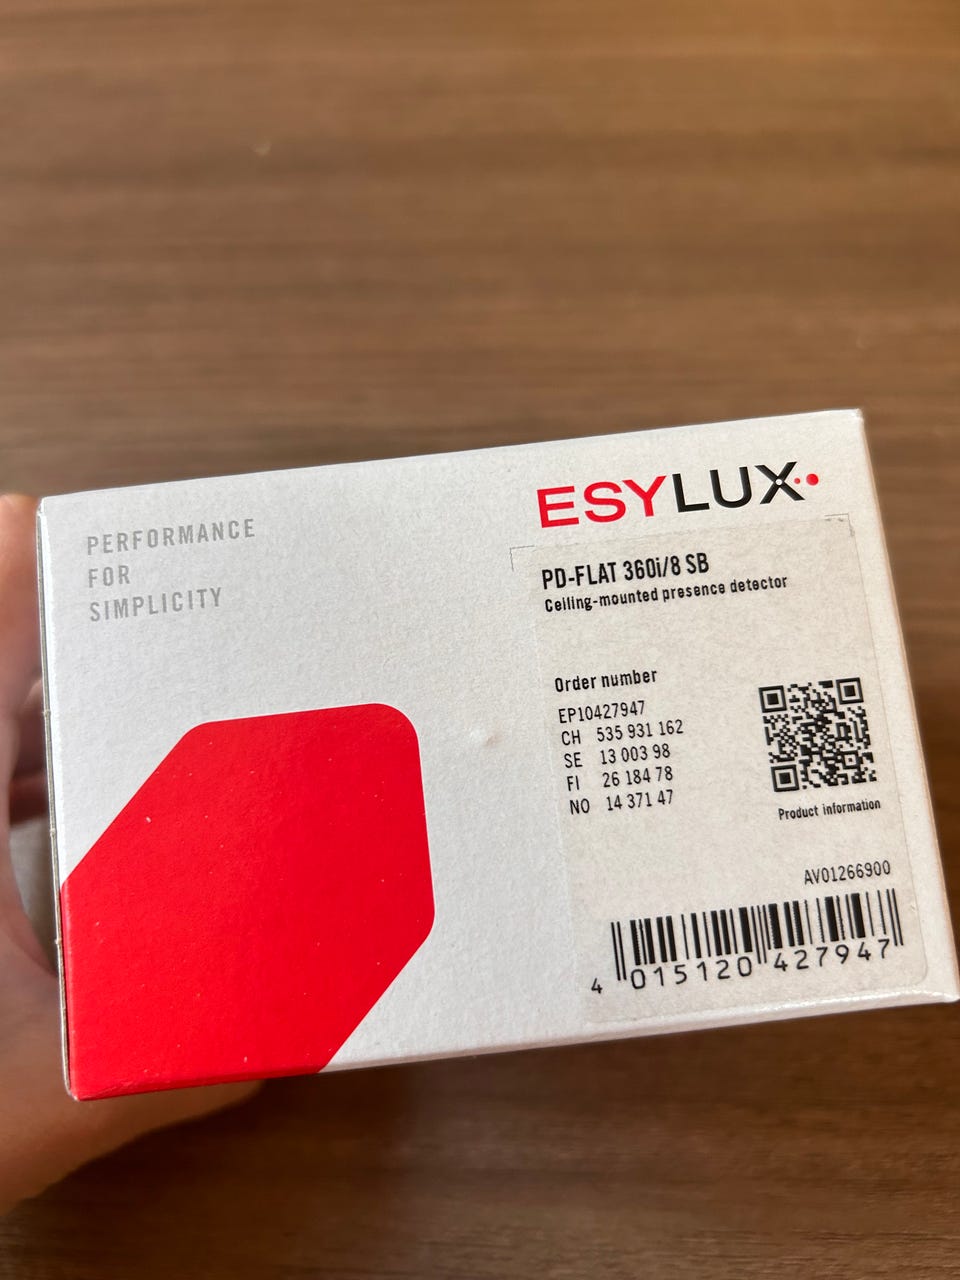 PERFORMANCE
FOR
SIMPLICITY
ESYLUX
PD-FLAT 360i/8 SB
Ceiling-mounted presence detector
Order number
EP10427947
CH 535 931 162
SE 13 003 98
FI 26 184 78
NO 14 371 47
Product information
AV01266900
4 015120 427947